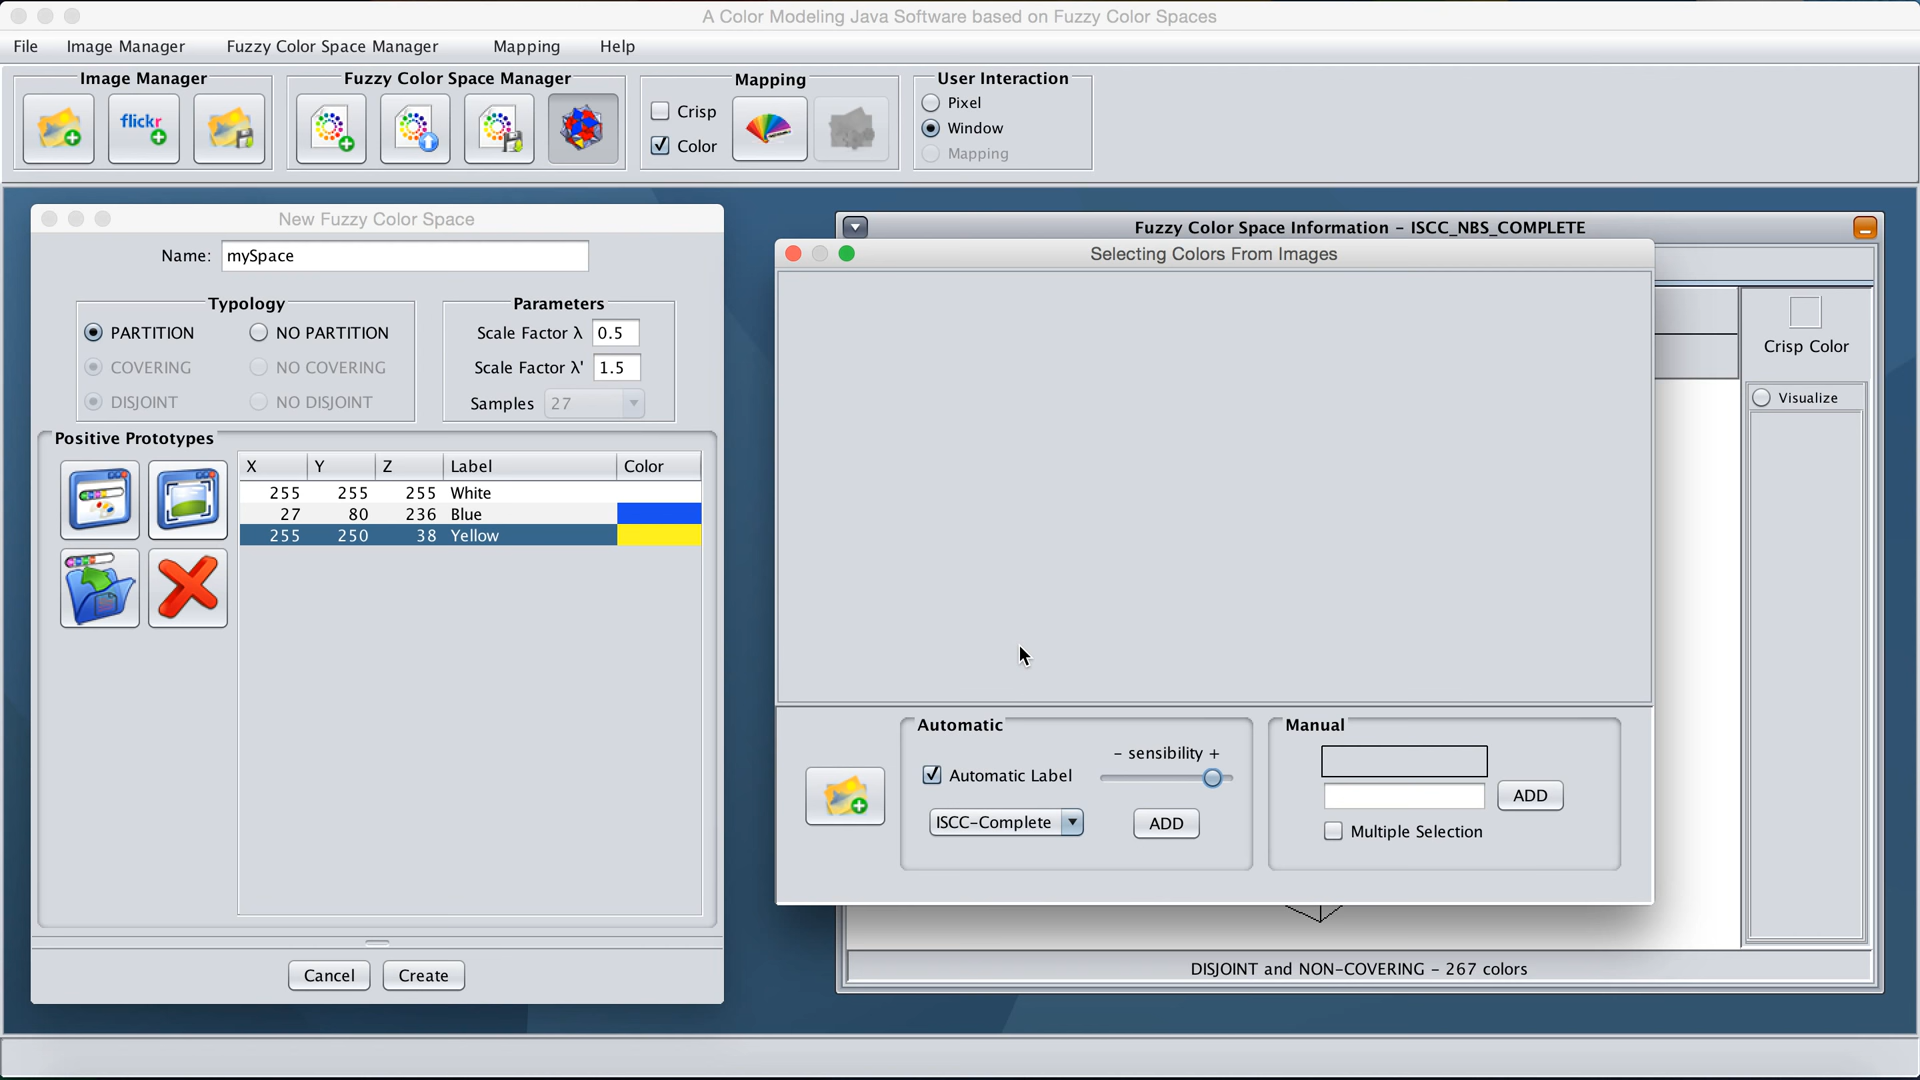 A Color Modeling Java Software based on Fuzzy Color Spaces
File Image Manager Fuzzy Color Space Manager Mapping Help
Image Manager
flickr
Fuzzy Color Space Manager
Mapping
Crisp
Color
User Interaction
Pixel
Window
Mapping
New Fuzzy Color Space
Name: mySpace
Typology
PARTITION NO PARTITION
COVERING NO COVERING
DISJOINT NO DISJOINT
Parameters
Scale Factor λ 0.5
Scale Factor λ' 1.5
Samples 27
Positive Prototypes
X Y Z Label Color
255 255 255 White
27 80 236 Blue
255 250 38 Yellow
Cancel Create
Fuzzy Color Space Information - ISCC_NBS_COMPLETE
Selecting Colors From Images
Crisp Color
Visualize
Automatic
Automatic Label
- sensibility +
ISCC-Complete
ADD
Manual
ADD
Multiple Selection
DISJOINT and NON-COVERING - 267 colors